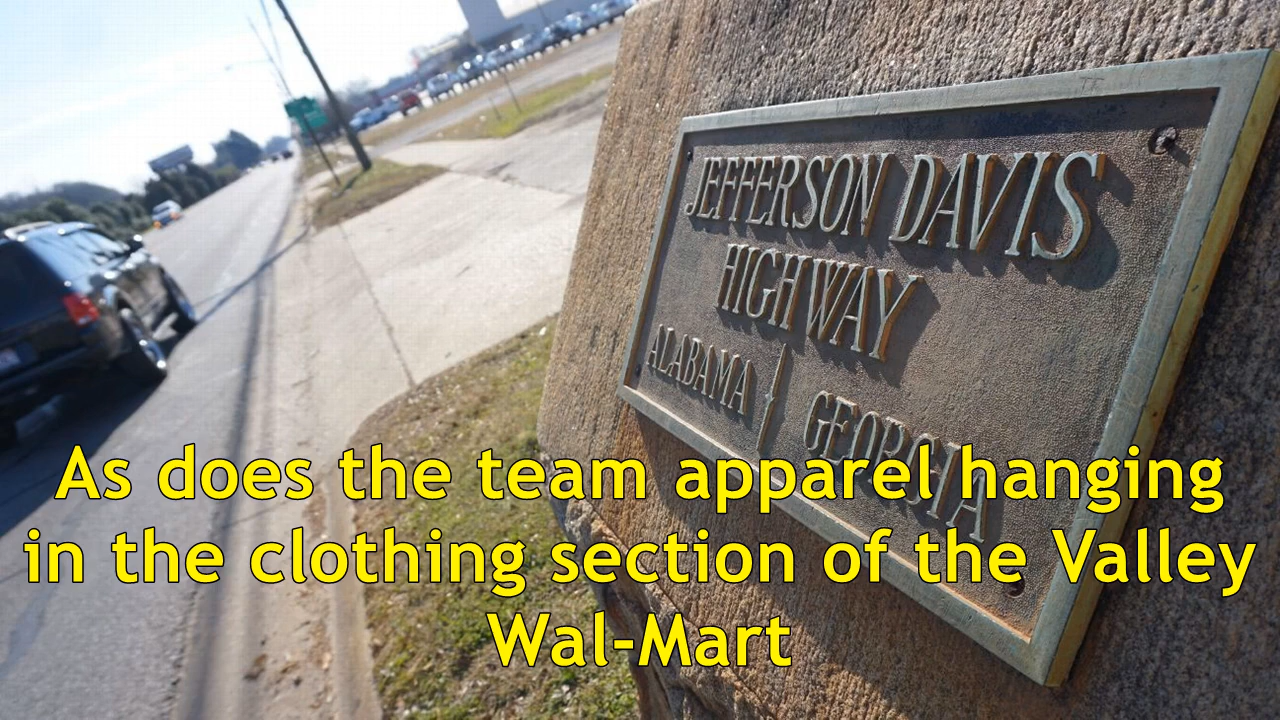 JEFFERSON DAVIS
HIGHWAY
ALABAMA
GEORGIA
As does the team apparel hanging
in the clothing section of the Valley
Wal-Mart